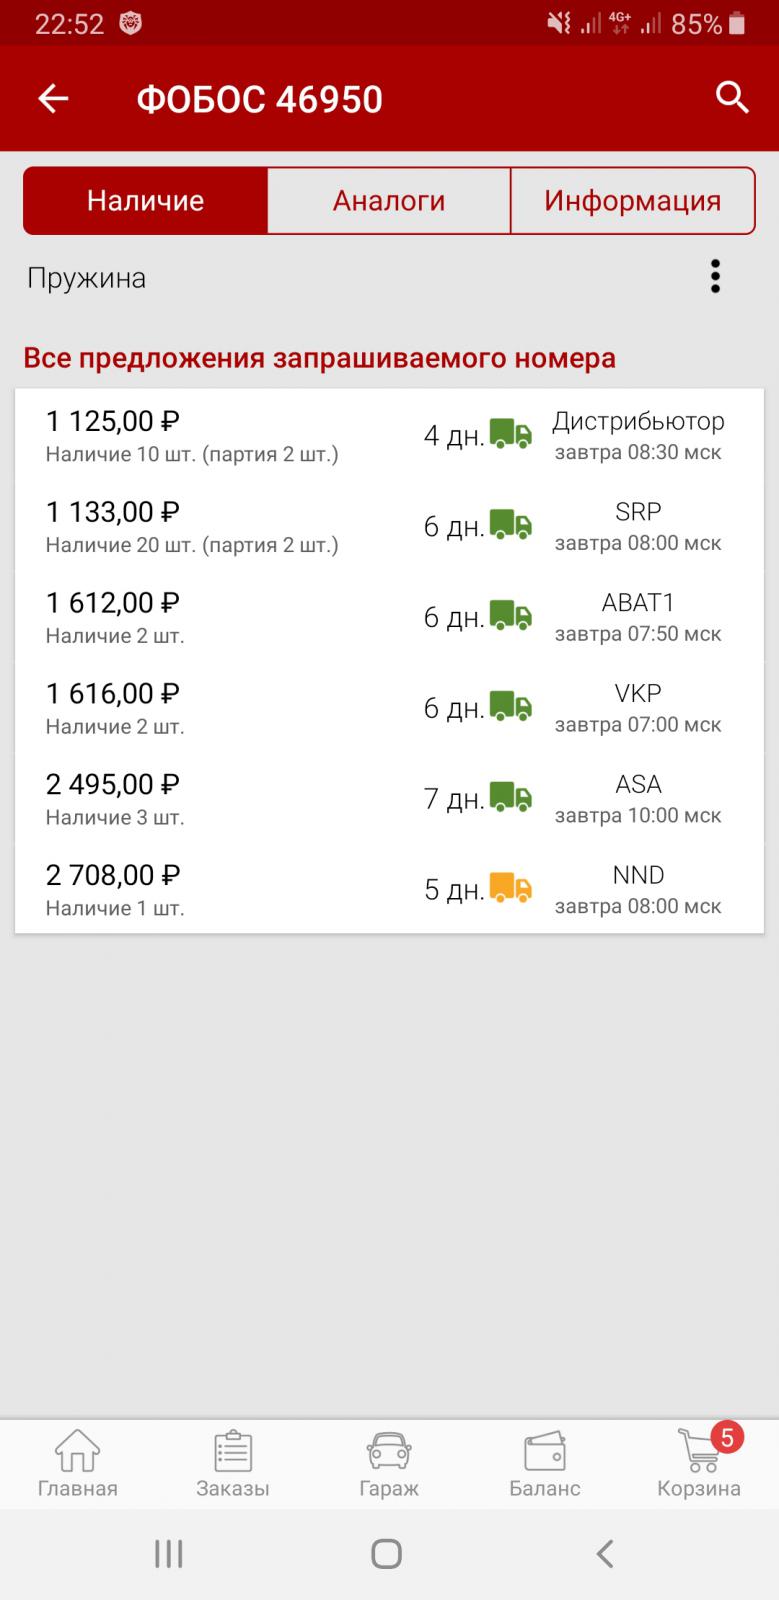 22:52
4G+
85%
ФОБОС 46950
Наличие
Аналоги
Информация
Пружина
Все предложения запрашиваемого номера
1 125,00 ₽
Наличие 10 шт. (партия 2 шт.)
4 дн.
Дистрибьютор
завтра 08:30 мск
1 133,00 ₽
Наличие 20 шт. (партия 2 шт.)
6 дн.
SRP
завтра 08:00 мск
1 612,00 ₽
Наличие 2 шт.
6 дн.
ABAT1
завтра 07:50 мск
1 616,00 ₽
Наличие 2 шт.
6 дн.
VKP
завтра 07:00 мск
2 495,00 ₽
Наличие 3 шт.
7 дн.
ASA
завтра 10:00 мск
2 708,00 ₽
Наличие 1 шт.
5 дн.
NND
завтра 08:00 мск
5
Главная
Заказы
Гараж
Баланс
Корзина